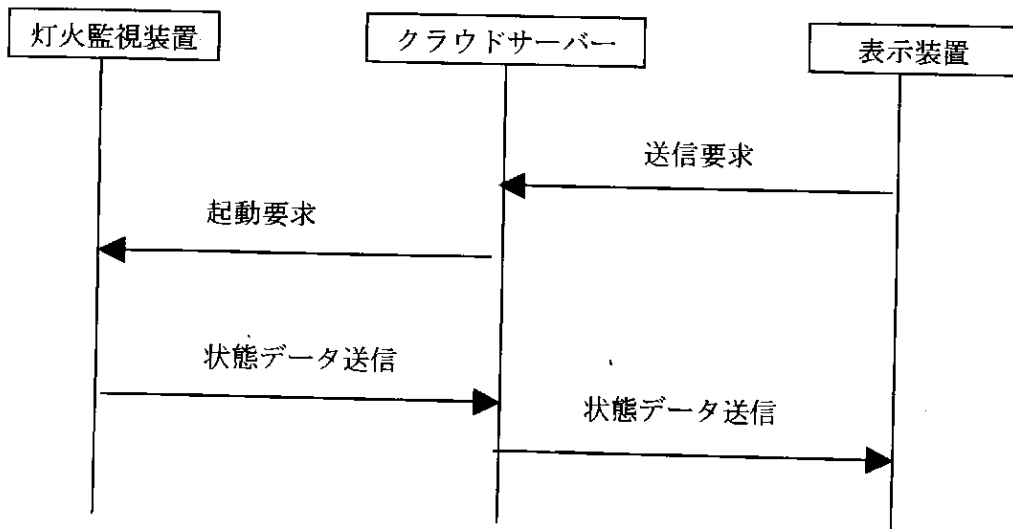 灯火監視装置
クラウドサーバー
表示装置
送信要求
起動要求
状態データ送信
状態データ送信